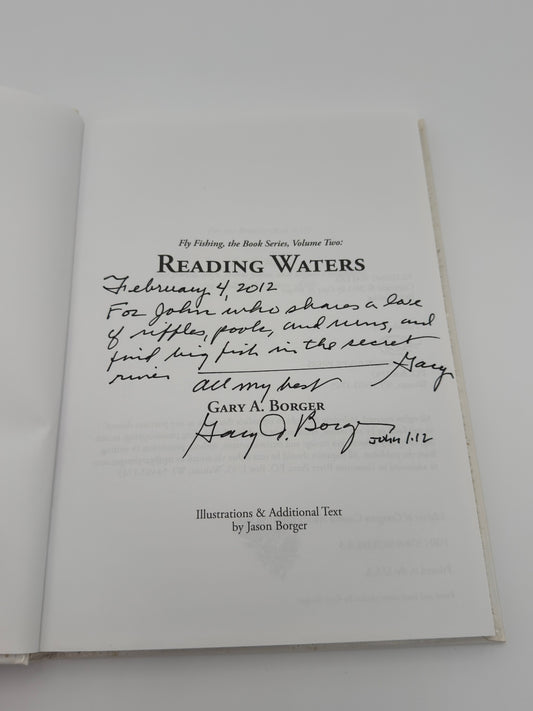 Fly Fishing, the Book Series, Volume Two:
READING WATERS
February 4, 2012
For John who shares a love
of riffles, pools, and runs, and
find big fish in the secret
river Gary
All my best
GARY A. BORGER
Gary A. Borger John 1:12
Illustrations & Additional Text
by Jason Borger